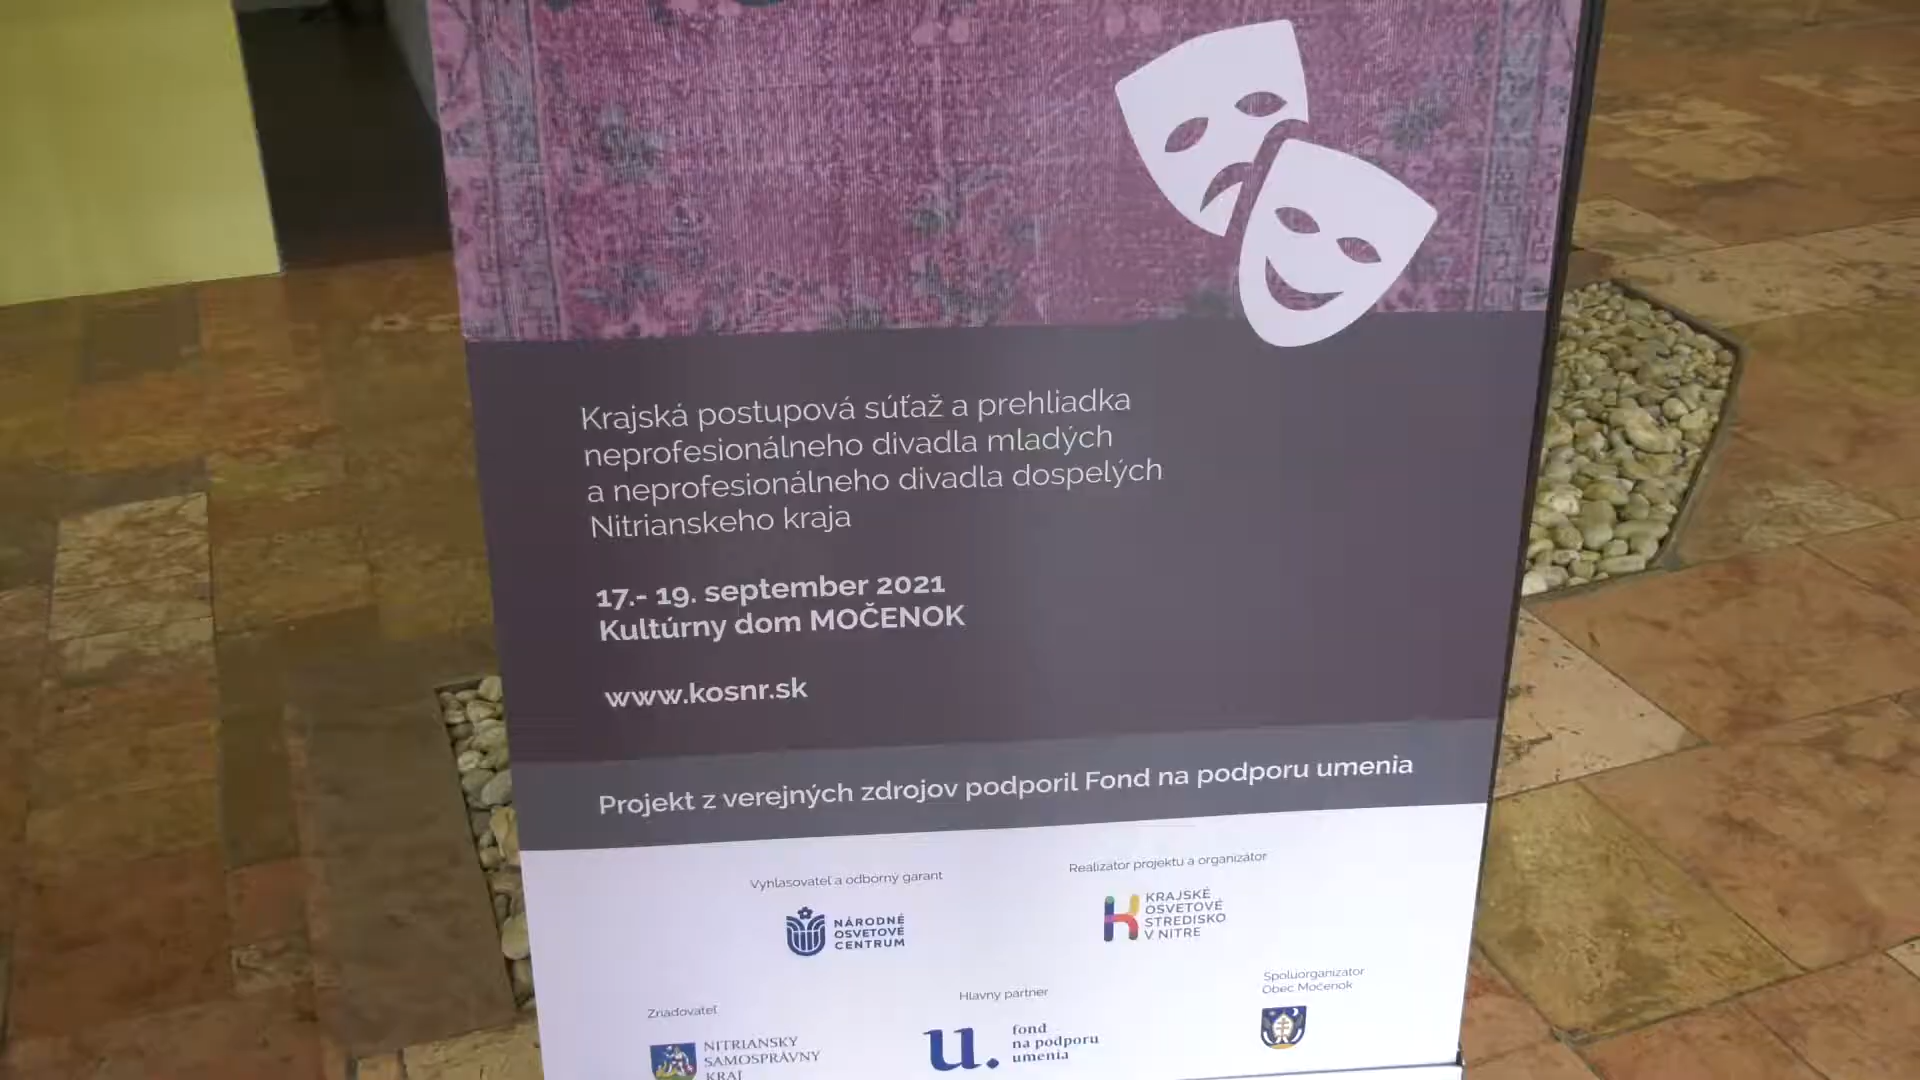 Krajská postupová súťaž a prehliadka
neprofesionálneho divadla mladých
a neprofesionálneho divadla dospelých
Nitrianskeho kraja
17.- 19. september 2021
Kultúrny dom MOČENOK
www.kosnr.sk
Projekt z verejných zdrojov podporil Fond na podporu umenia
Vyhlasovateľ a odborný garant
NÁRODNÉ
OSVETOVÉ
CENTRUM
Realizátor projektu a organizátor
KRAJSKÉ
OSVETOVÉ
STREDISKO
V NITRE
Zriadovateľ
NITRIANSKY
SAMOSPRÁVNY
KRAJ
Hlavný partner
u.
fond
na podporu
umenia
Spoluorganizátor
Obec Močenok